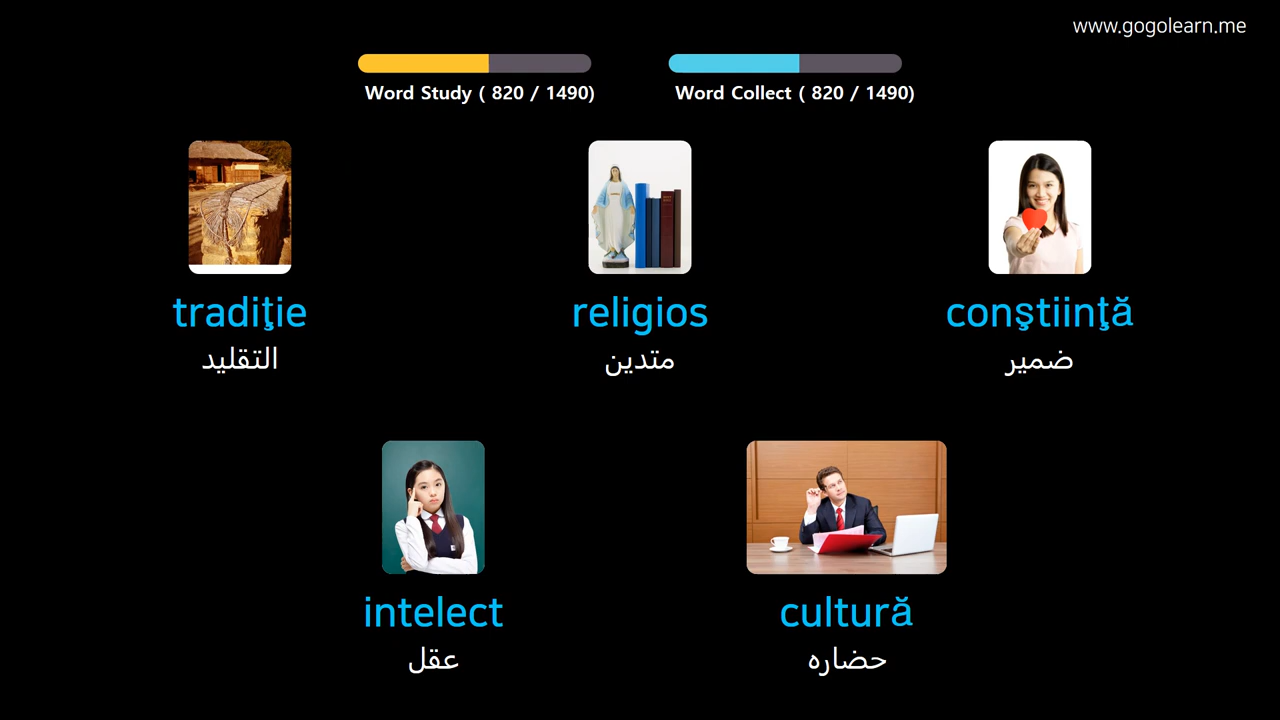 www.gogolearn.me
Word Study ( 820 / 1490)
Word Collect ( 820 / 1490)
tradiţie
religios
conştiinţă
التقليد
متدين
ضمير
intelect
cultură
عقل
حضاره